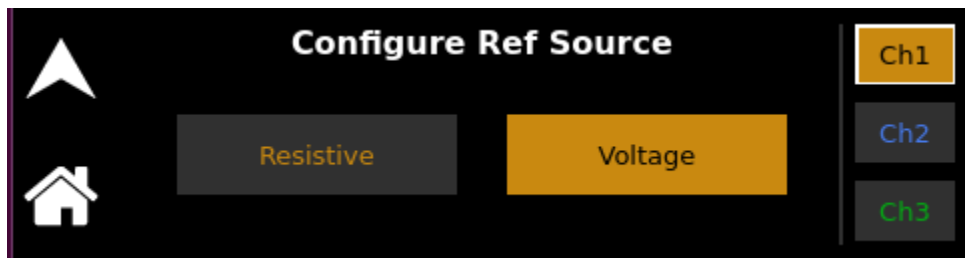 Configure Ref Source
Resistive
Voltage
Ch1
Ch2
Ch3